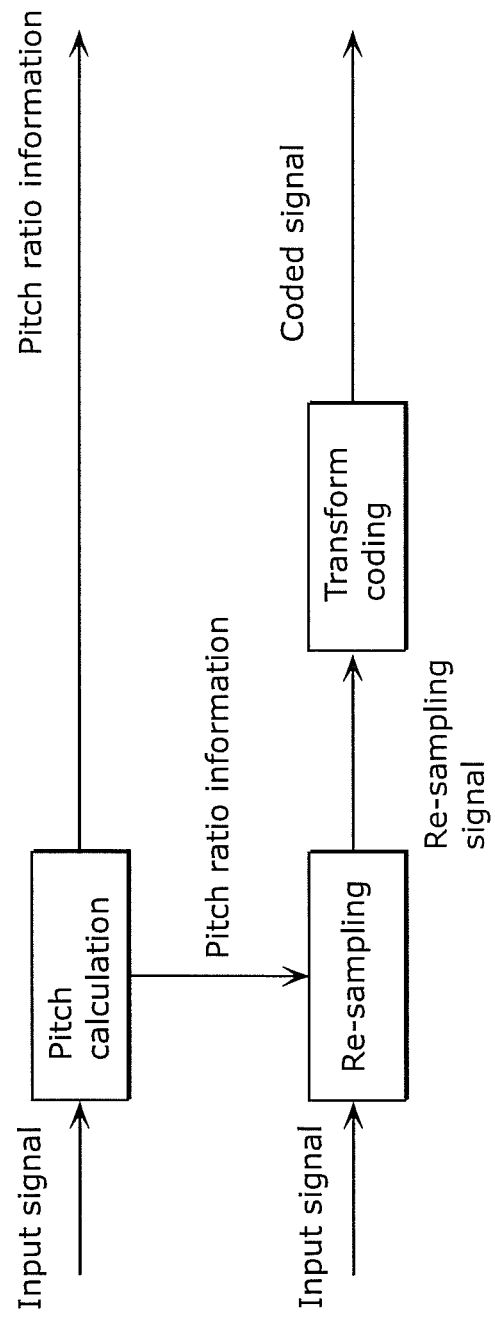 Input signal
Pitch
calculation
Pitch ratio information
Pitch ratio information
Input signal
Re-sampling
Re-sampling
signal
Transform
coding
Coded signal